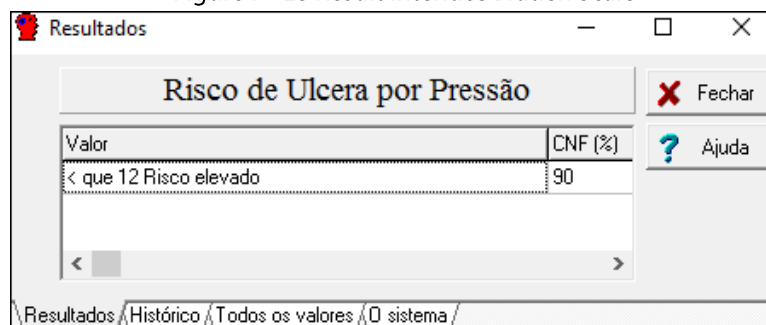 Resultados
Risco de Ulcera por Pressão
Fechar
Valor CNF (%)
Ajuda
< que 12 Risco elevado 90
Resultados Histórico Todos os valores O sistema